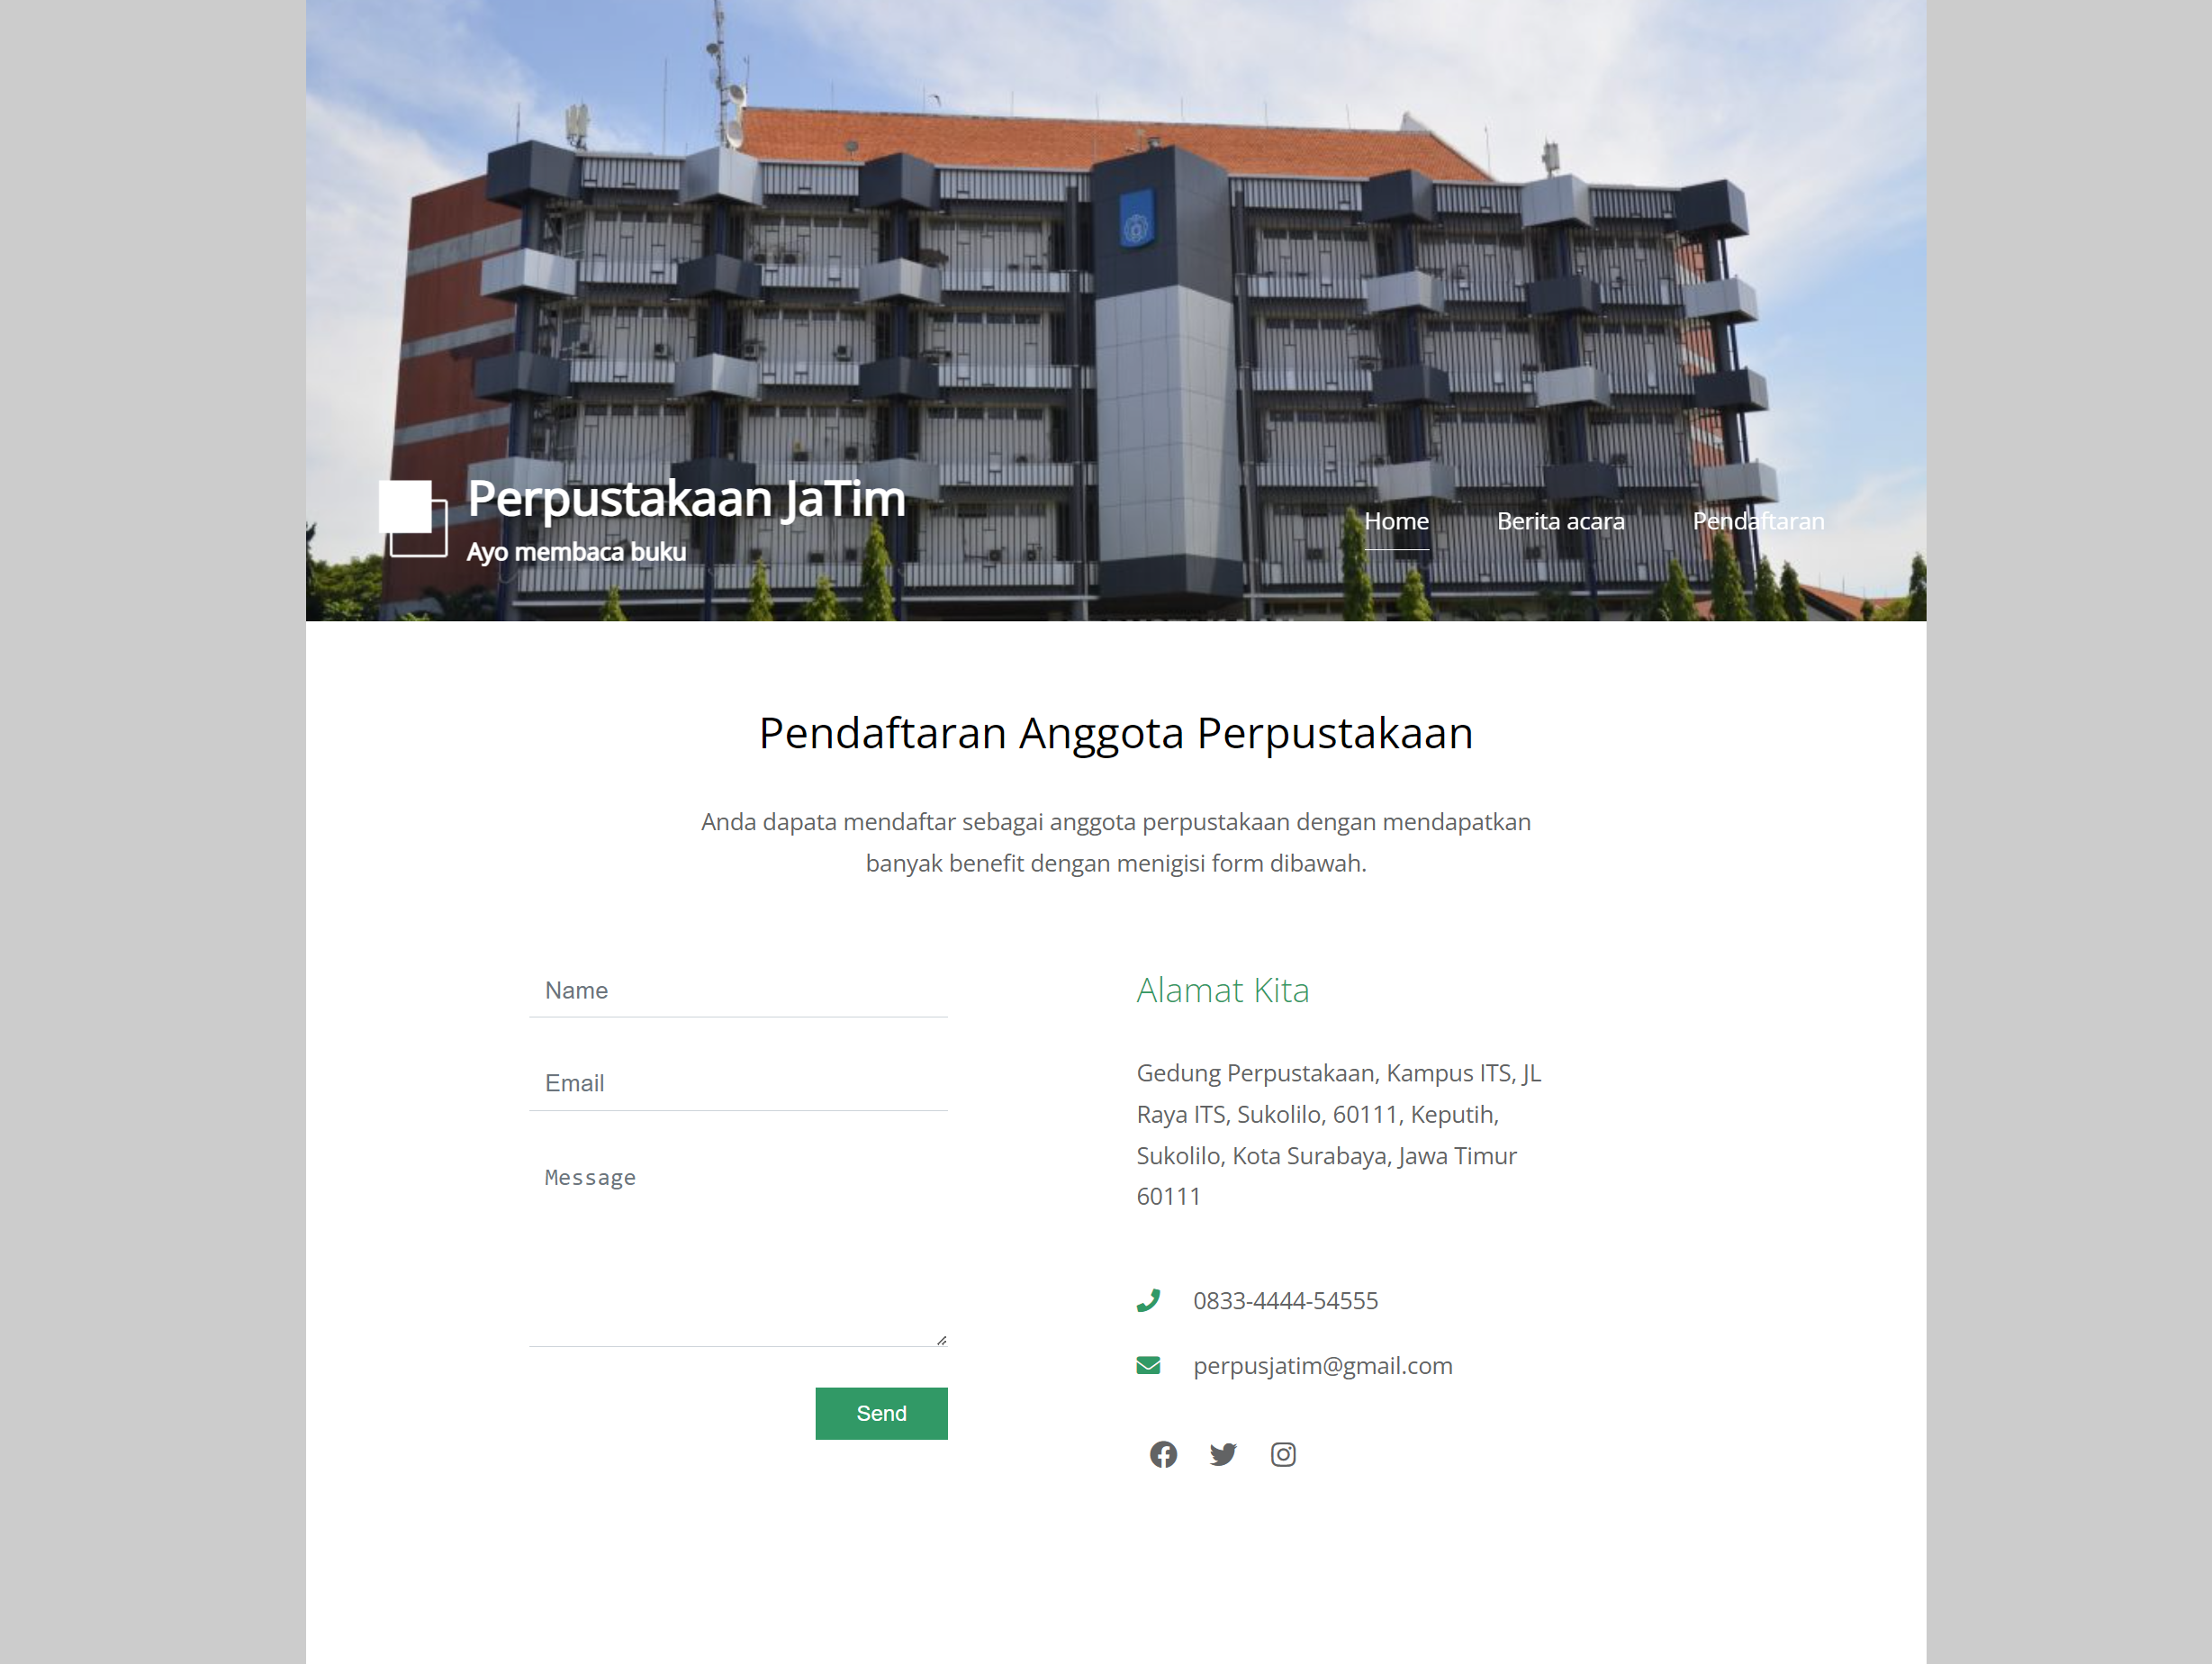 Perpustakaan JaTim
Ayo membaca buku
Home
Berita acara
Pendaftaran
Pendaftaran Anggota Perpustakaan
Anda dapata mendaftar sebagai anggota perpustakaan dengan mendapatkan
banyak benefit dengan menigisi form dibawah.
Name
Email
Message
Send
Alamat Kita
Gedung Perpustakaan, Kampus ITS, JL
Raya ITS, Sukolilo, 60111, Keputih,
Sukolilo, Kota Surabaya, Jawa Timur
60111
0833-4444-54555
perpusjatim@gmail.com